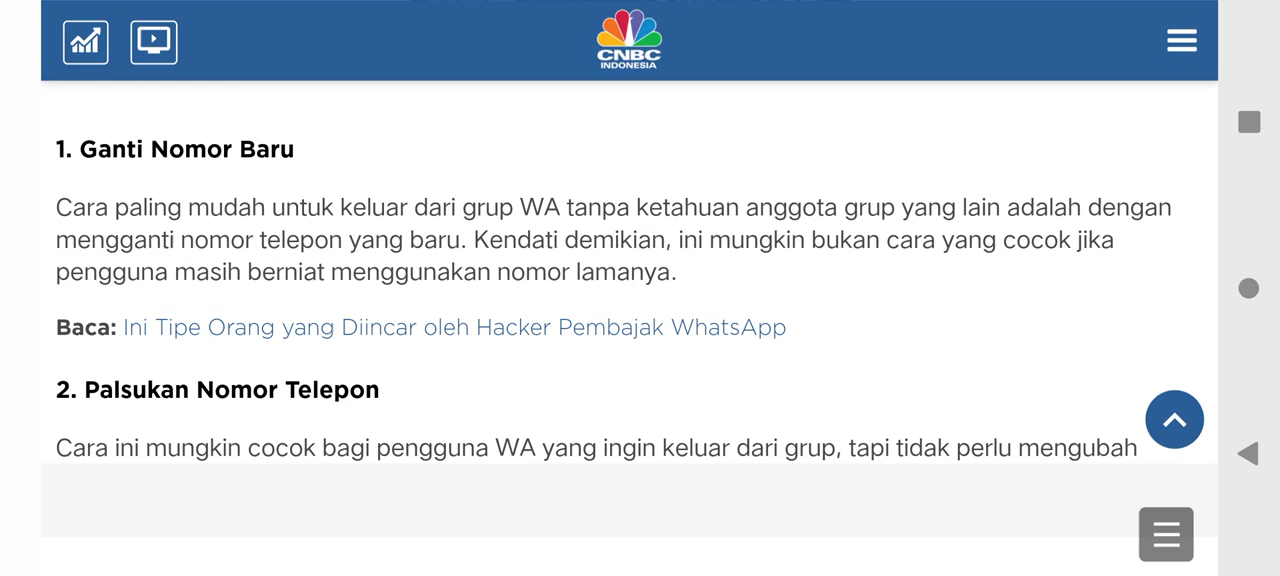 CNBC
INDONESIA
1. Ganti Nomor Baru
Cara paling mudah untuk keluar dari grup WA tanpa ketahuan anggota grup yang lain adalah dengan
mengganti nomor telepon yang baru. Kendati demikian, ini mungkin bukan cara yang cocok jika
pengguna masih berniat menggunakan nomor lamanya.
Baca: Ini Tipe Orang yang Diincar oleh Hacker Pembajak WhatsApp
2. Palsukan Nomor Telepon
Cara ini mungkin cocok bagi pengguna WA yang ingin keluar dari grup, tapi tidak perlu mengubah